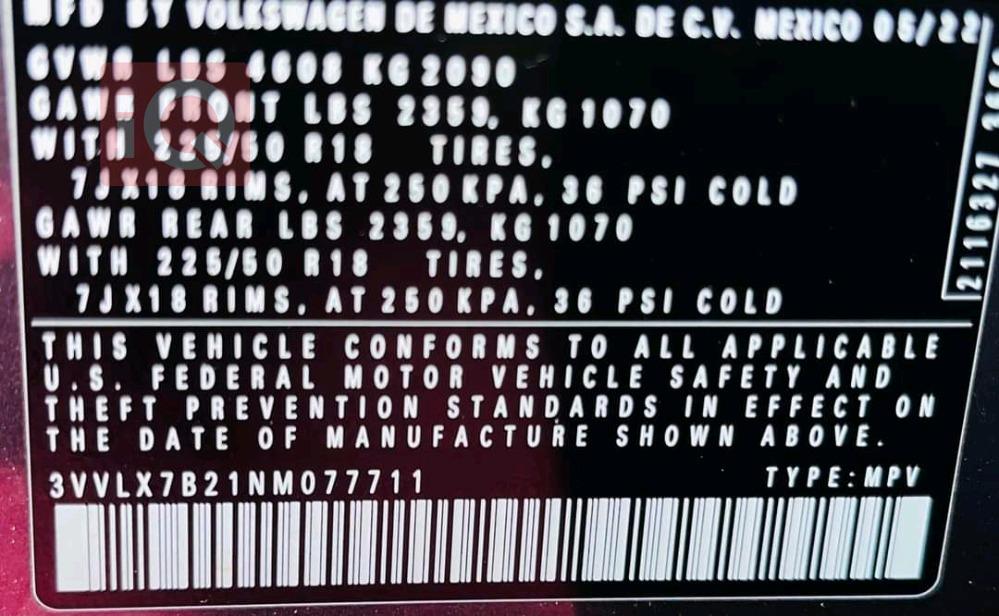 MFD BY VOLKSWAGEN DE MEXICO S.A. DE C.V. MEXICO 05/22
GVWR LBS 4608 KG 2090
GAWR FRONT LBS 2359, KG 1070
WITH 225/50 R18 TIRES,
7JX18 RIMS, AT 250 KPA, 36 PSI COLD
GAWR REAR LBS 2359, KG 1070
WITH 225/50 R18 TIRES,
7JX18 RIMS, AT 250 KPA, 36 PSI COLD
THIS VEHICLE CONFORMS TO ALL APPLICABLE
U.S. FEDERAL MOTOR VEHICLE SAFETY AND
THEFT PREVENTION STANDARDS IN EFFECT ON
THE DATE OF MANUFACTURE SHOWN ABOVE.
3VVLX7B21NM077711 TYPE:MPV
2116327
iQ